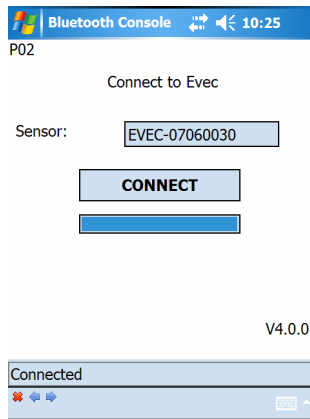 Bluetooth Console 10:25
P02
Connect to Evec
Sensor: EVEC-07060030
CONNECT
V4.0.0
Connected